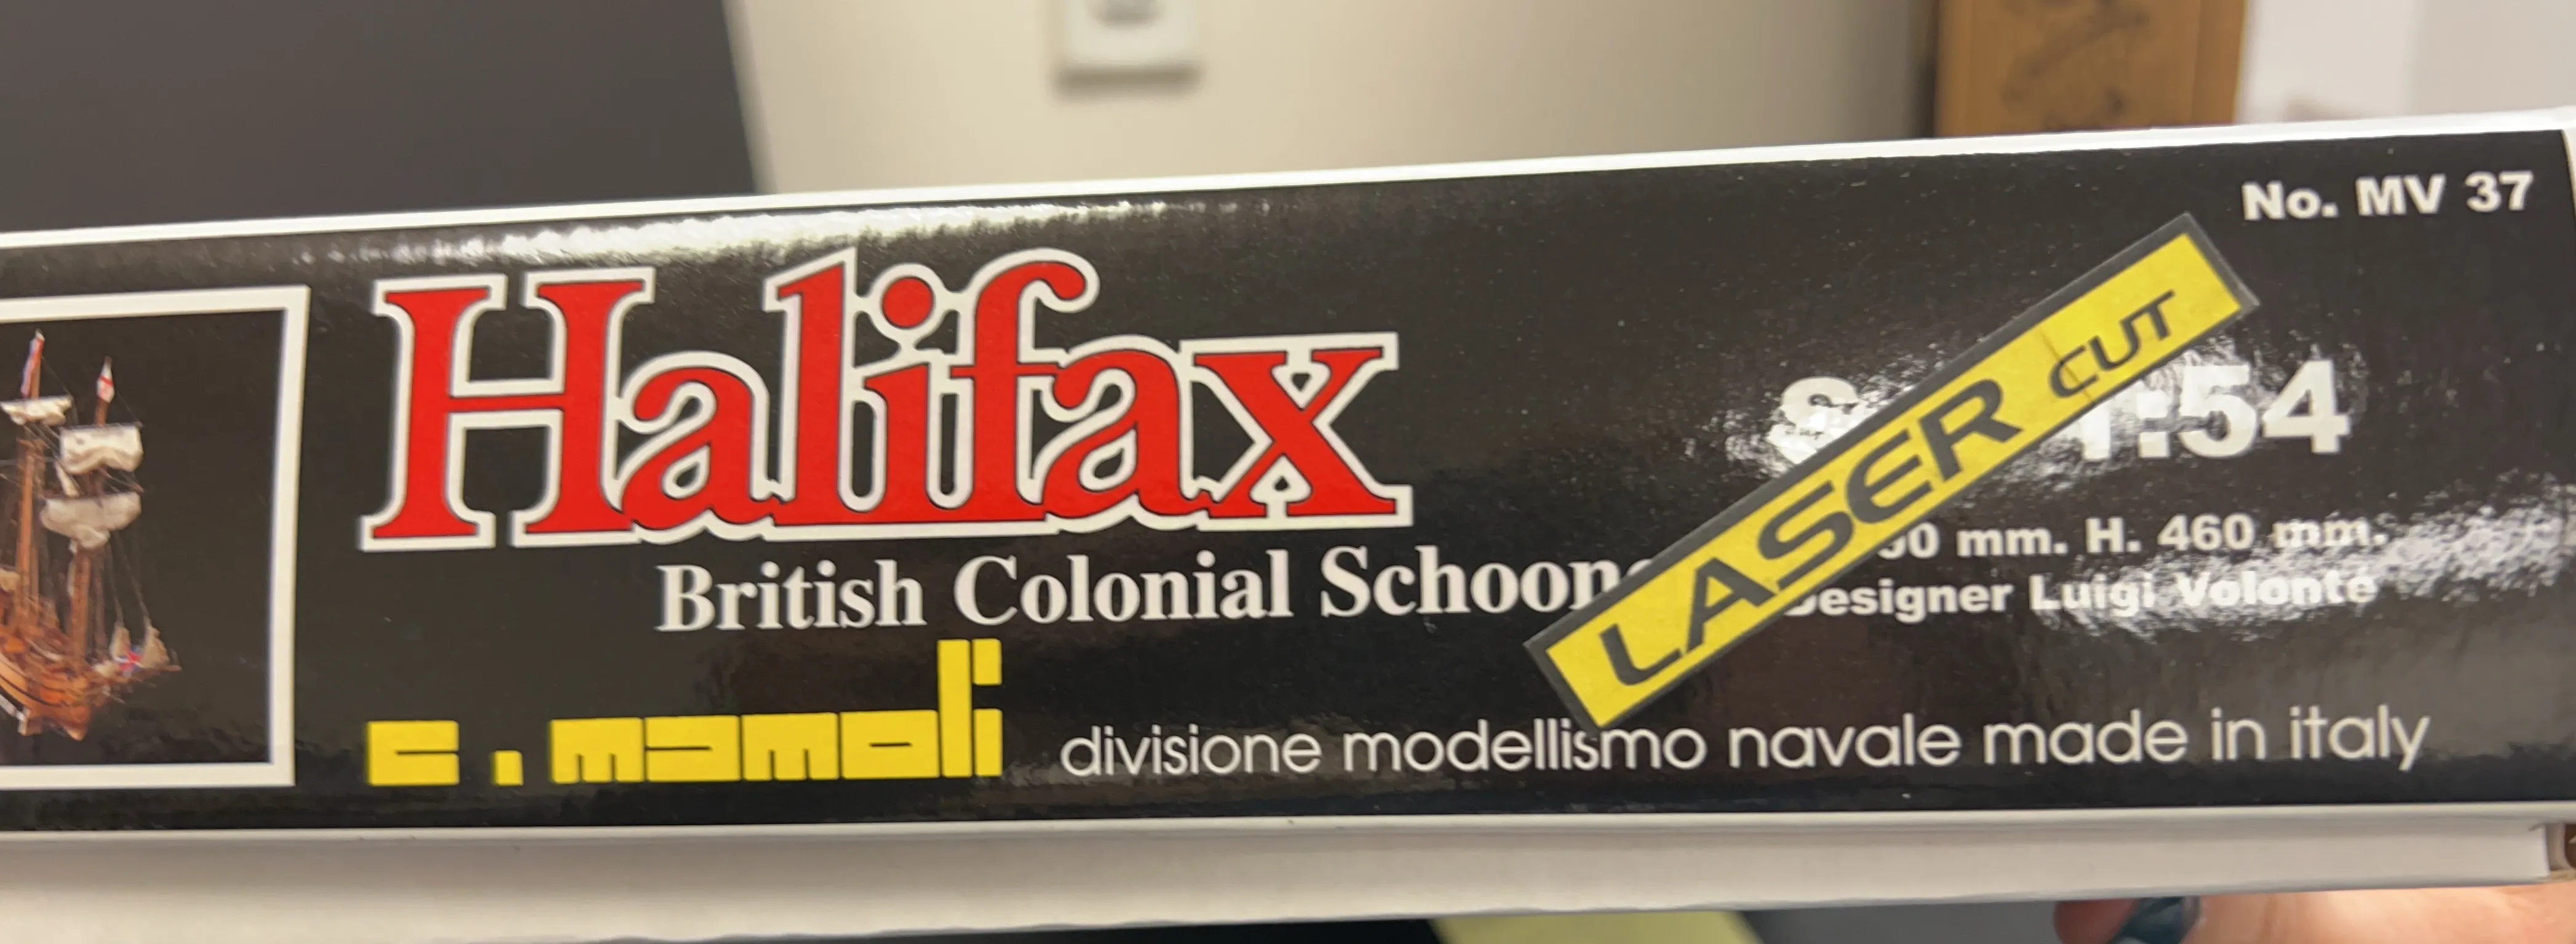 No. MV 37
Halifax
1:54
LASER CUT
British Colonial
mm. H. 460 mm.
Designer Luigi Volonté
c.mamoli divisione modellismo navale made in italy